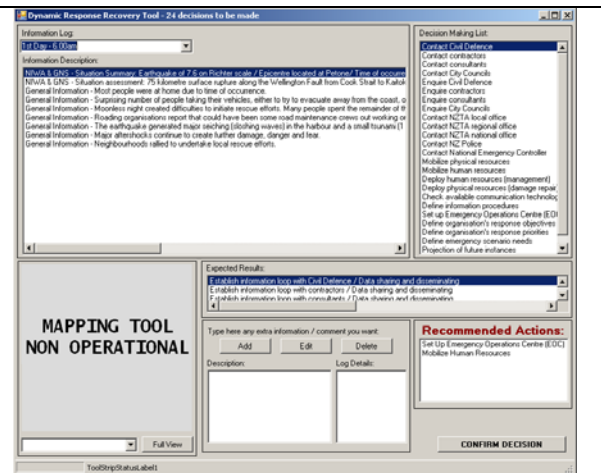 Dynamic Response Recovery Tool - 24 decisions to be made
Information Log:
1st Day - 6.00am
Information Description:
NIWA & GNS - Situation Summary: Earthquake of 7.6 on Richter scale / Epicentre located at Petone/ Time of occurre
NIWA & GNS - Situation assessment: 75 kilometre surface rupture along the Wellington Fault from Cook Strait to Kaitok
General Information - Most people were at home due to time of occurrence.
General Information - Surprising number of people taking their vehicles, either to try to evacuate away from the coast, o
General Information - Moonless night created difficulties to initiate rescue efforts. Many people spent the remainder of th
General Information - Roading organisations report that could have been some road maintenance crews out working or
General Information - The earthquake generated major seiching (sloshing waves) in the harbour and a small tsunami (1
General Information - Major aftershocks continue to create further damage, danger and fear.
General Information - Neighbourhoods rallied to undertake local rescue efforts.
Decision Making List:
Contact Civil Defence
Contact contractors
Contact consultants
Contact City Councils
Enquire Civil Defence
Enquire contractors
Enquire consultants
Enquire City Councils
Contact NZTA local office
Contact NZTA regional office
Contact NZTA national office
Contact NZ Police
Contact National Emergency Controller
Mobilize physical resources
Mobilize human resources
Deploy human resources (management)
Deploy physical resources (damage repair,
Check available communication technolog
Define information procedures
Set up Emergency Operations Centre (EO
Define organisation's response objectives
Define organisation's response priorities
Define emergency scenario needs
Projection of future instances
MAPPING TOOL
NON OPERATIONAL
Full View
Expected Results:
Establish information loop with Civil Defence / Data sharing and disseminating
Establish information loop with contractors / Data sharing and disseminating
Establish information loop with consultants / Data sharing and disseminating
Type here any extra information / comment you want:
Add Edit Delete
Description: Log Details:
Recommended Actions:
Set Up Emergency Operations Centre (EOC)
Mobilize Human Resources
CONFIRM DECISION
ToolStripStatusLabel1